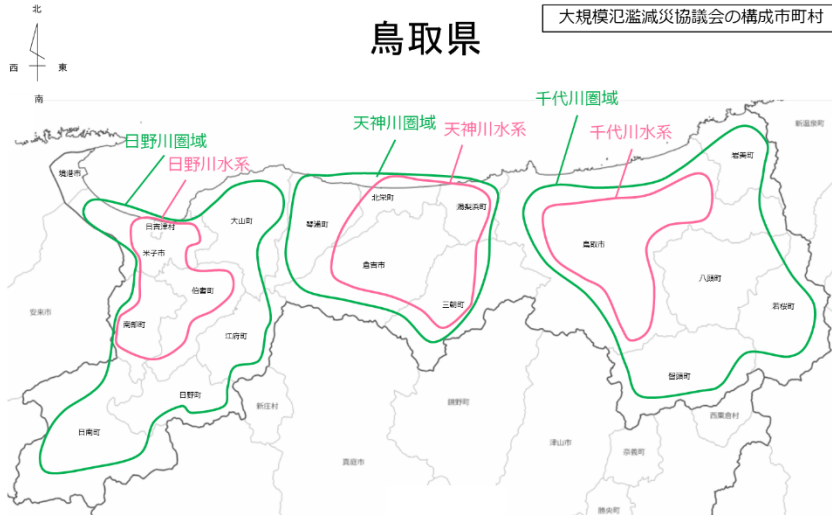 北
西 東
南
鳥取県
大規模氾濫減災協議会の構成市町村
千代川圏域
千代川水系
天神川圏域
天神川水系
日野川圏域
日野川水系
新温泉町
岩美町
境港市
大山町
日吉津村
米子市
伯耆町
南部町
江府町
日野町
日南町
安来市
琴浦町
北栄町
湯梨浜町
倉吉市
三朝町
鳥取市
八頭町
若桜町
智頭町
新庄村
真庭市
鏡野町
津山市
奈義町
勝央町
西粟倉村